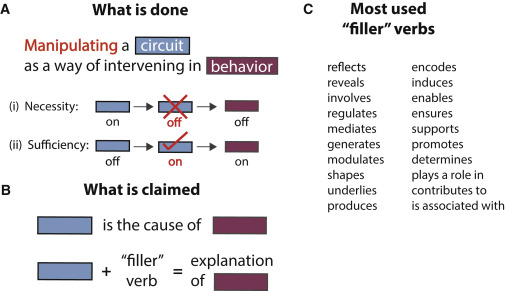 A
What is done
Manipulating a circuit
as a way of intervening in behavior
(i) Necessity:
on
off
off
(ii) Sufficiency:
off
on
on
B
What is claimed
is the cause of
+ "filler" verb = explanation of
C
Most used
"filler" verbs
reflects
reveals
involves
regulates
mediates
generates
modulates
shapes
underlies
produces
encodes
induces
enables
ensures
supports
promotes
determines
plays a role in
contributes to
is associated with